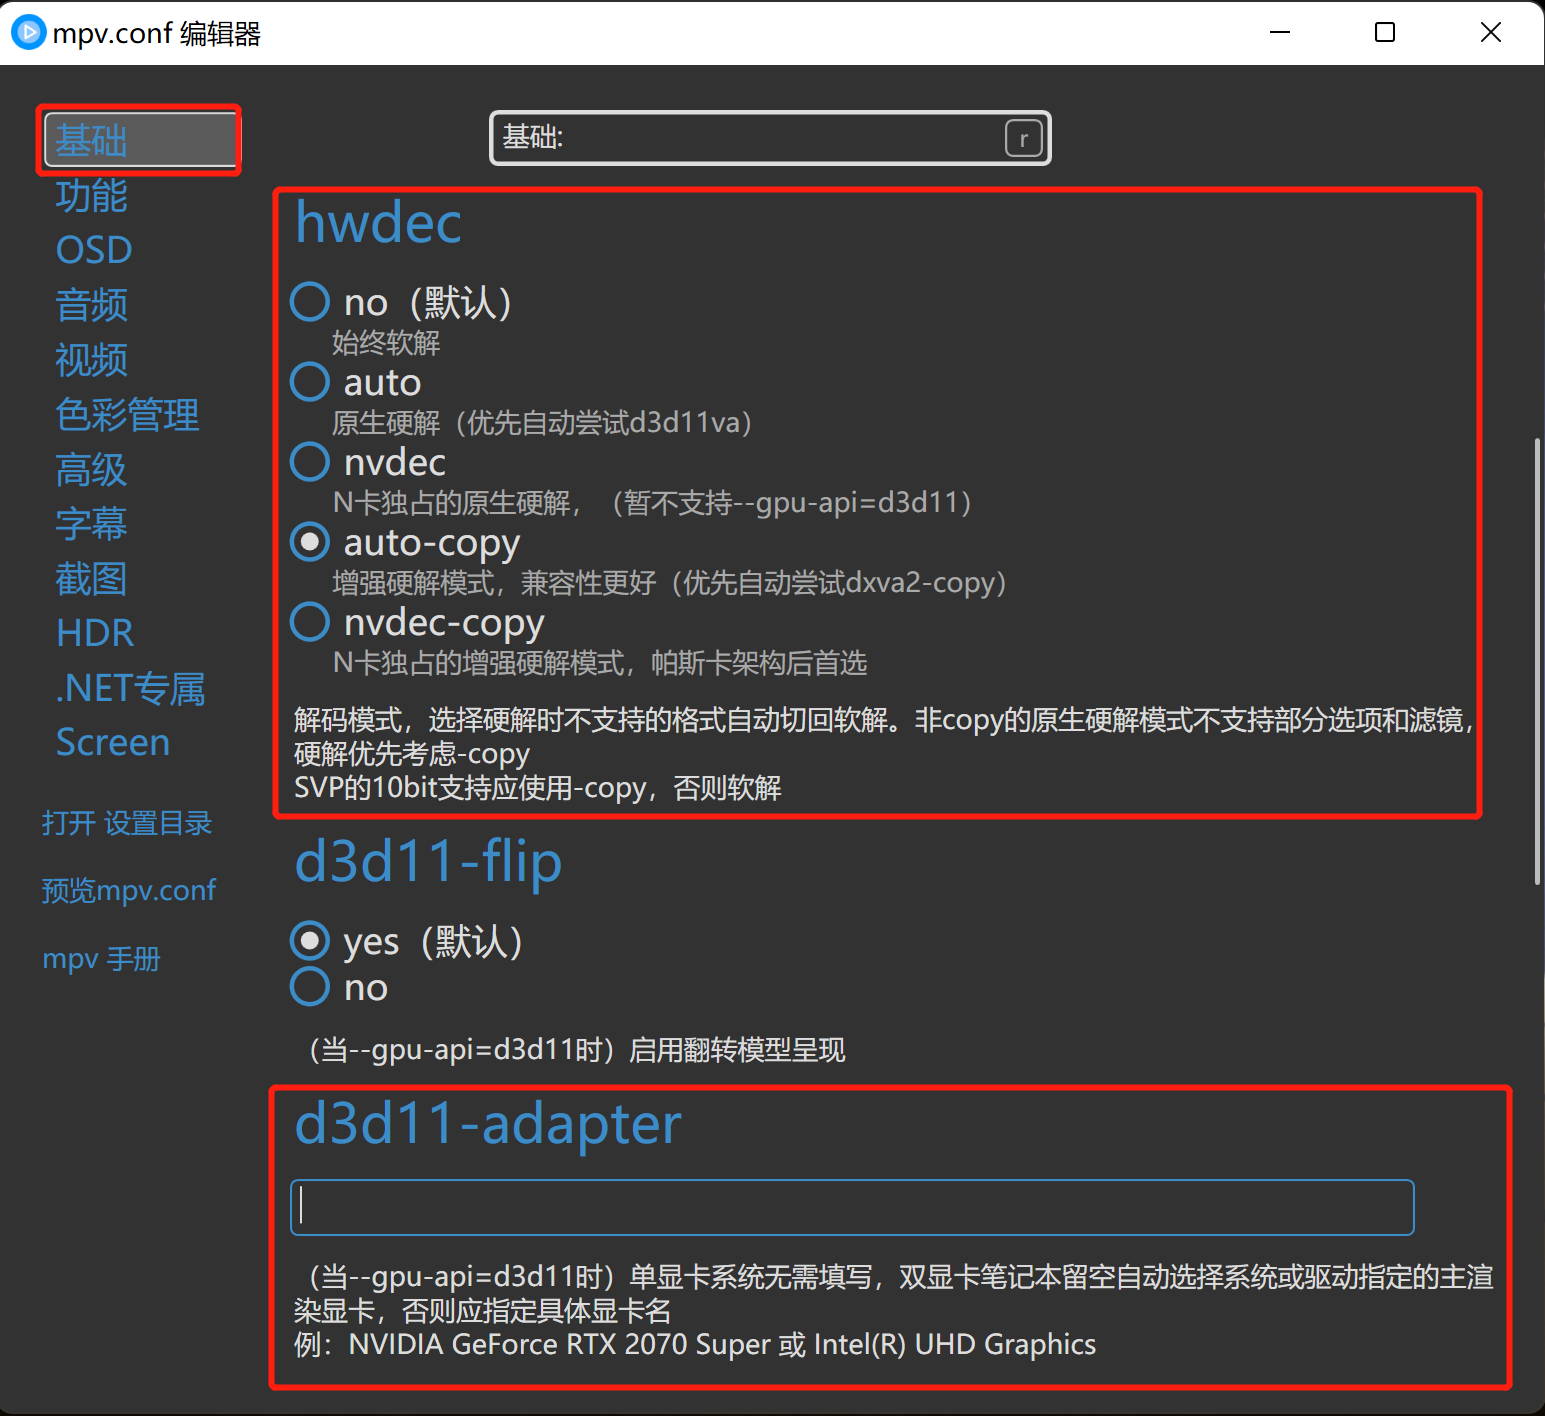 mpv.conf 编辑器
基础
功能
OSD
音频
视频
色彩管理
高级
字幕
截图
HDR
.NET专属
Screen
打开 设置目录
预览mpv.conf
mpv 手册
基础:
r
hwdec
no（默认）
始终软解
auto
原生硬解（优先自动尝试d3d11va）
nvdec
N卡独占的原生硬解，（暂不支持--gpu-api=d3d11）
auto-copy
增强硬解模式，兼容性更好（优先自动尝试dxva2-copy）
nvdec-copy
N卡独占的增强硬解模式，帕斯卡架构后首选
解码模式，选择硬解时不支持的格式自动切回软解。非copy的原生硬解模式不支持部分选项和滤镜，
硬解优先考虑-copy
SVP的10bit支持应使用-copy，否则软解
d3d11-flip
yes（默认）
no
（当--gpu-api=d3d11时）启用翻转模型呈现
d3d11-adapter
（当--gpu-api=d3d11时）单显卡系统无需填写，双显卡笔记本留空自动选择系统或驱动指定的主渲
染显卡，否则应指定具体显卡名
例：NVIDIA GeForce RTX 2070 Super 或 Intel(R) UHD Graphics